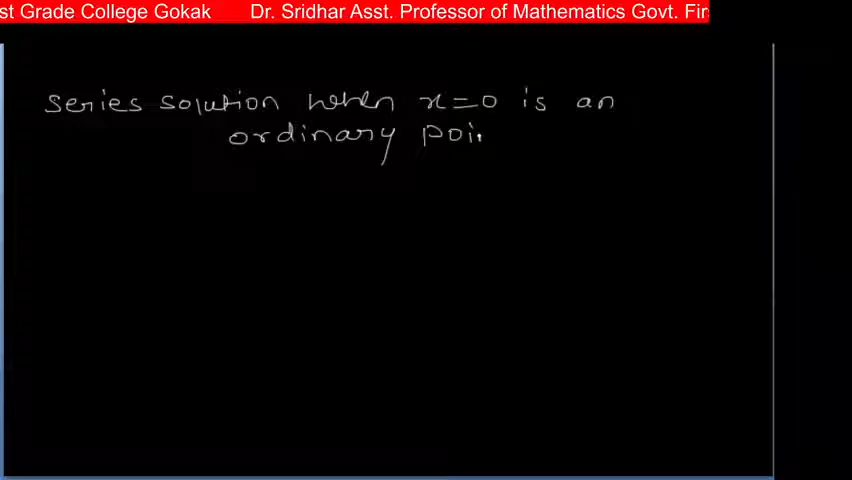 st Grade College Gokak Dr. Sridhar Asst. Professor of Mathematics Govt. Firs
series solution when x=0 is an
ordinary poi